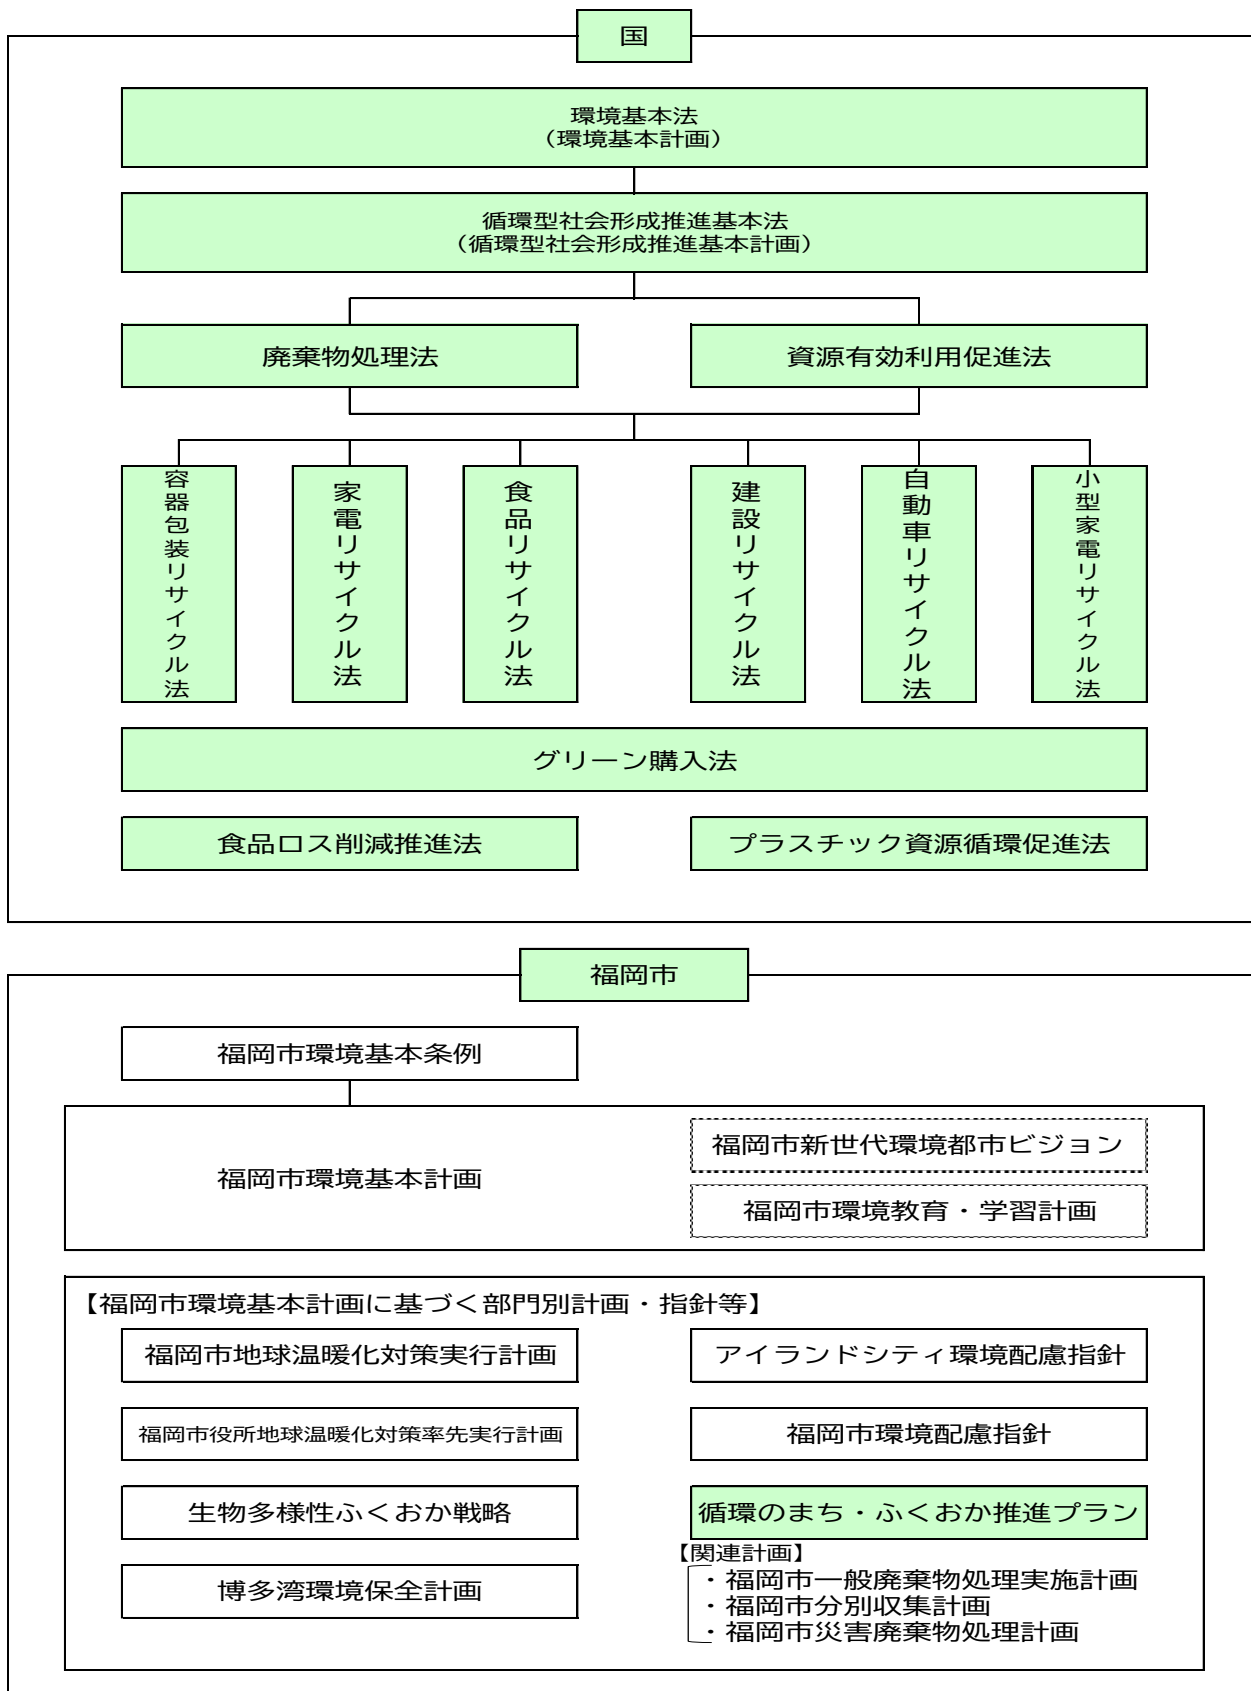 国
環境基本法
（環境基本計画）
循環型社会形成推進基本法
（循環型社会形成推進基本計画）
廃棄物処理法
資源有効利用促進法
容器包装リサイクル法
家電リサイクル法
食品リサイクル法
建設リサイクル法
自動車リサイクル法
小型家電リサイクル法
グリーン購入法
食品ロス削減推進法
プラスチック資源循環促進法
福岡市
福岡市環境基本条例
福岡市環境基本計画
福岡市新世代環境都市ビジョン
福岡市環境教育・学習計画
【福岡市環境基本計画に基づく部門別計画・指針等】
福岡市地球温暖化対策実行計画
アイランドシティ環境配慮指針
福岡市役所地球温暖化対策率先実行計画
福岡市環境配慮指針
生物多様性ふくおか戦略
循環のまち・ふくおか推進プラン
博多湾環境保全計画
【関連計画】
・福岡市一般廃棄物処理実施計画
・福岡市分別収集計画
・福岡市災害廃棄物処理計画